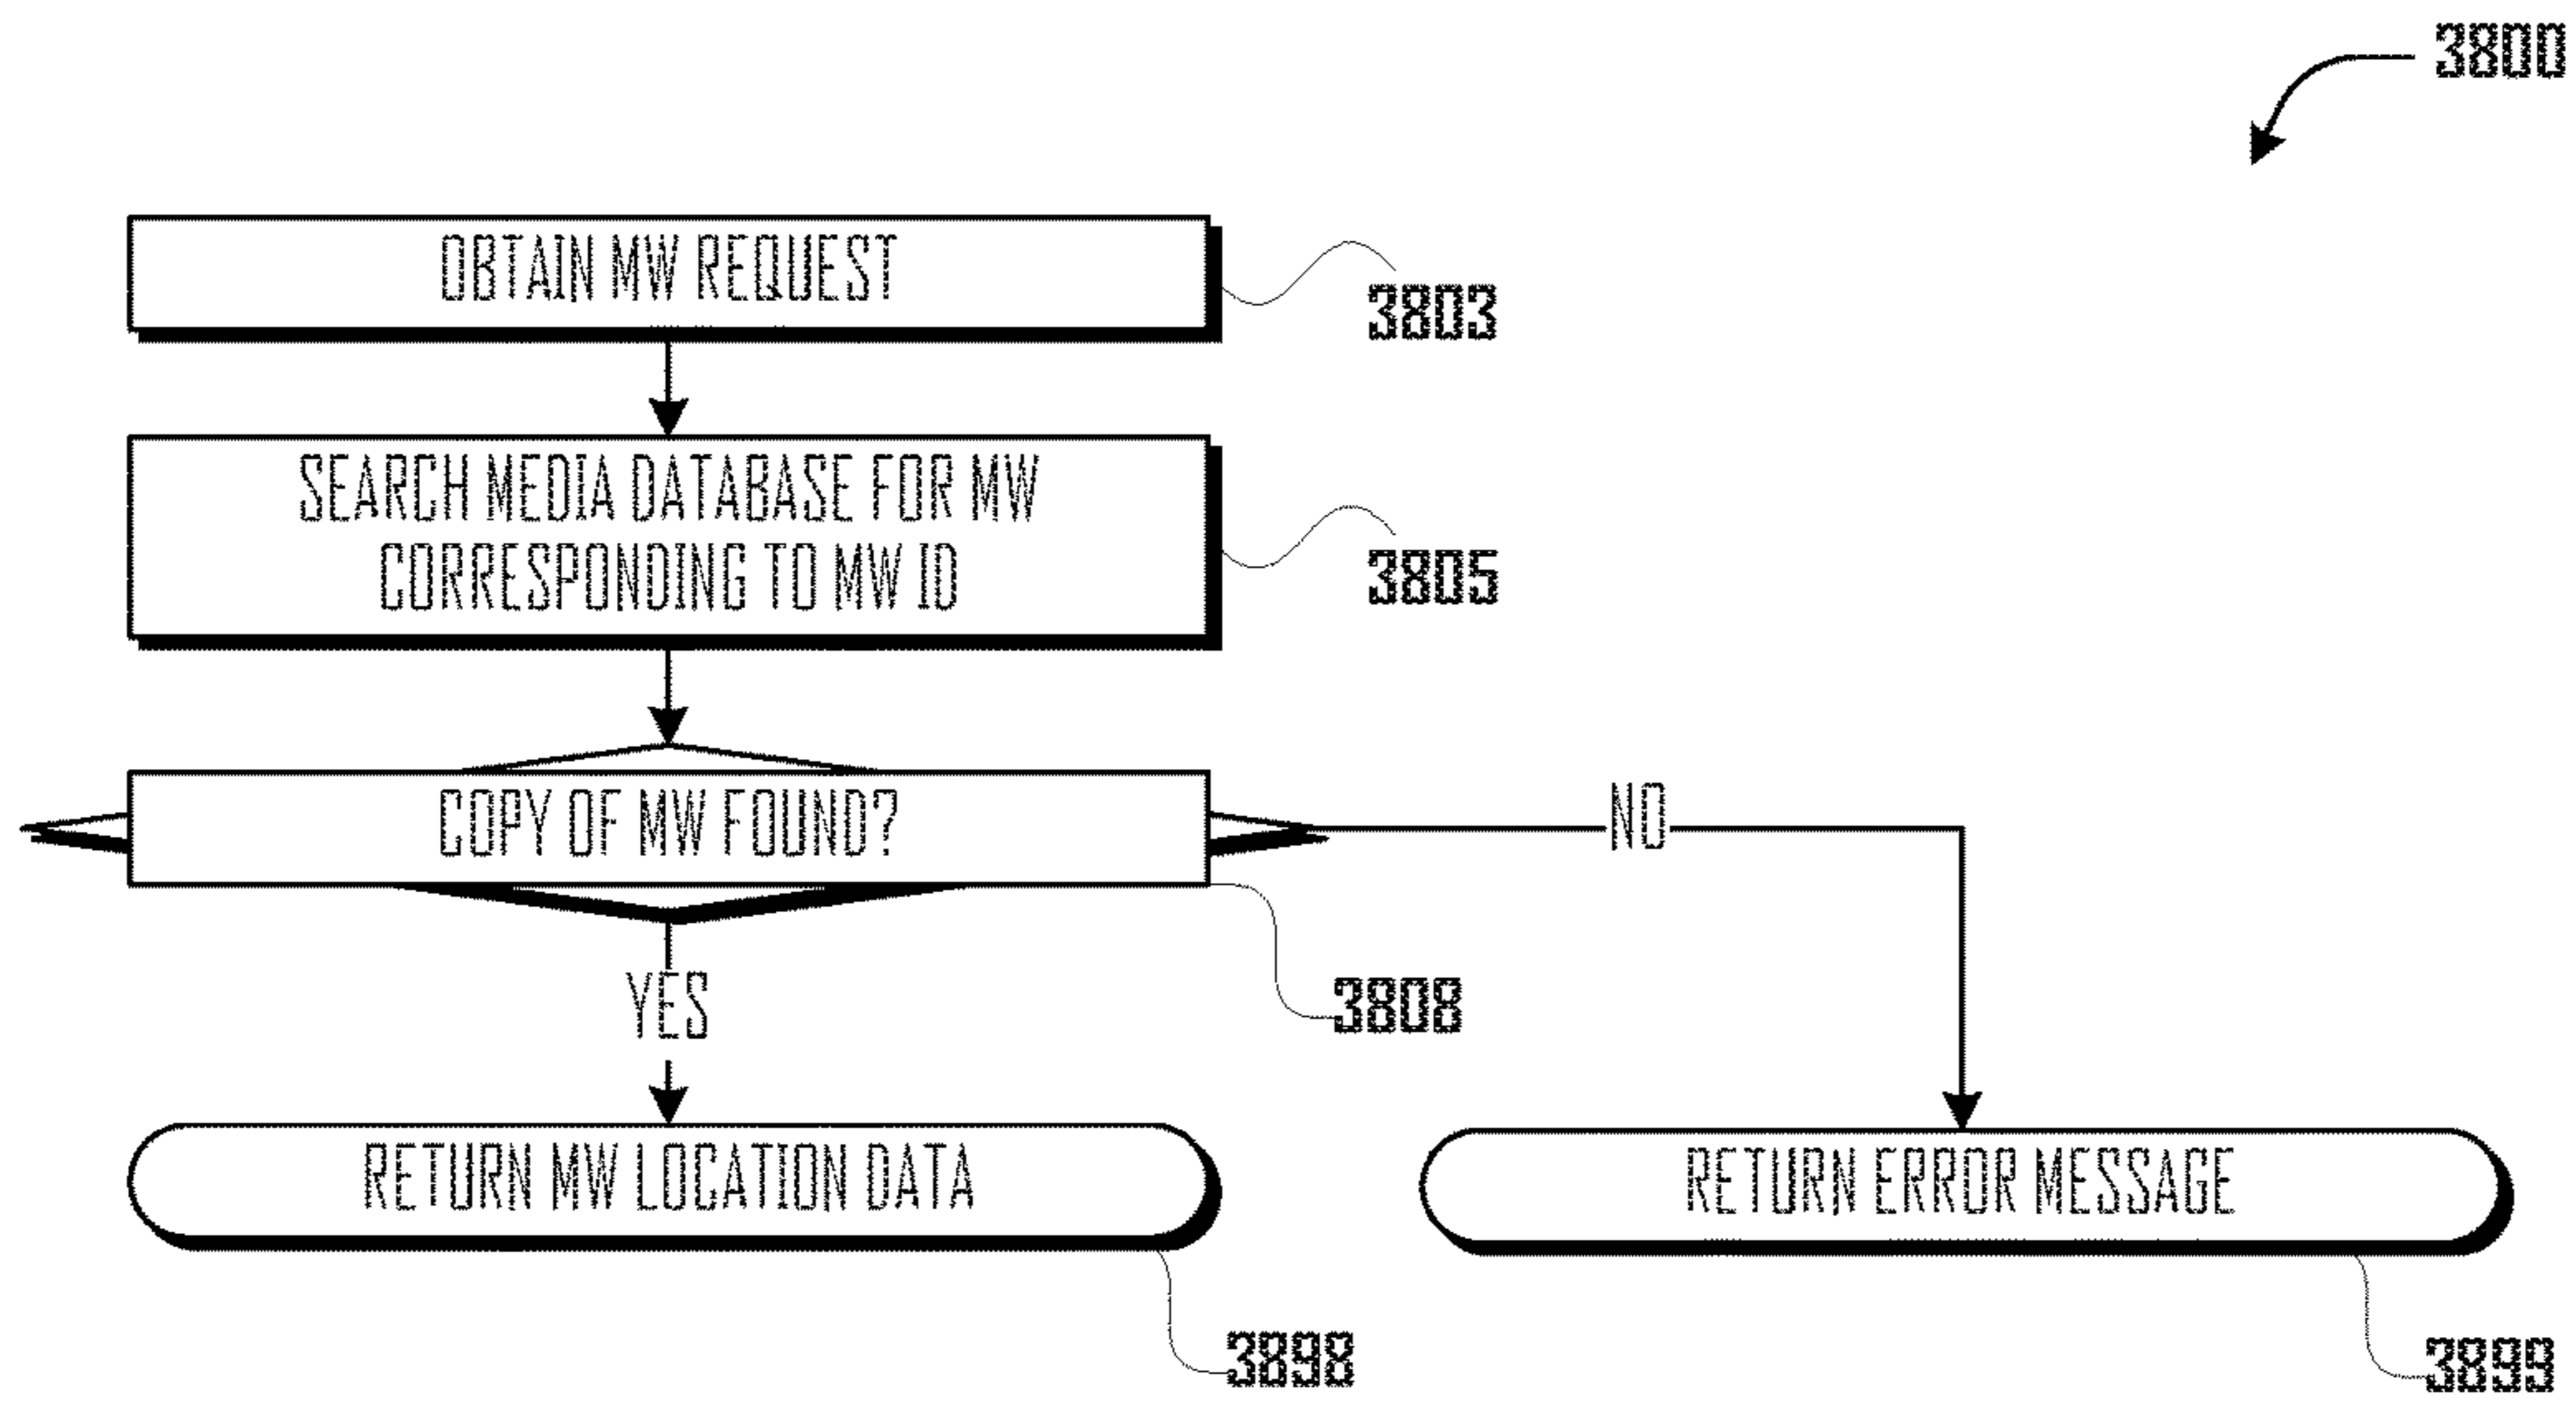 3800
OBTAIN MW REQUEST
3803
SEARCH MEDIA DATABASE FOR MW
CORRESPONDING TO MW ID
3805
COPY OF MW FOUND?
NO
3808
YES
RETURN MW LOCATION DATA
RETURN ERROR MESSAGE
3898
3899